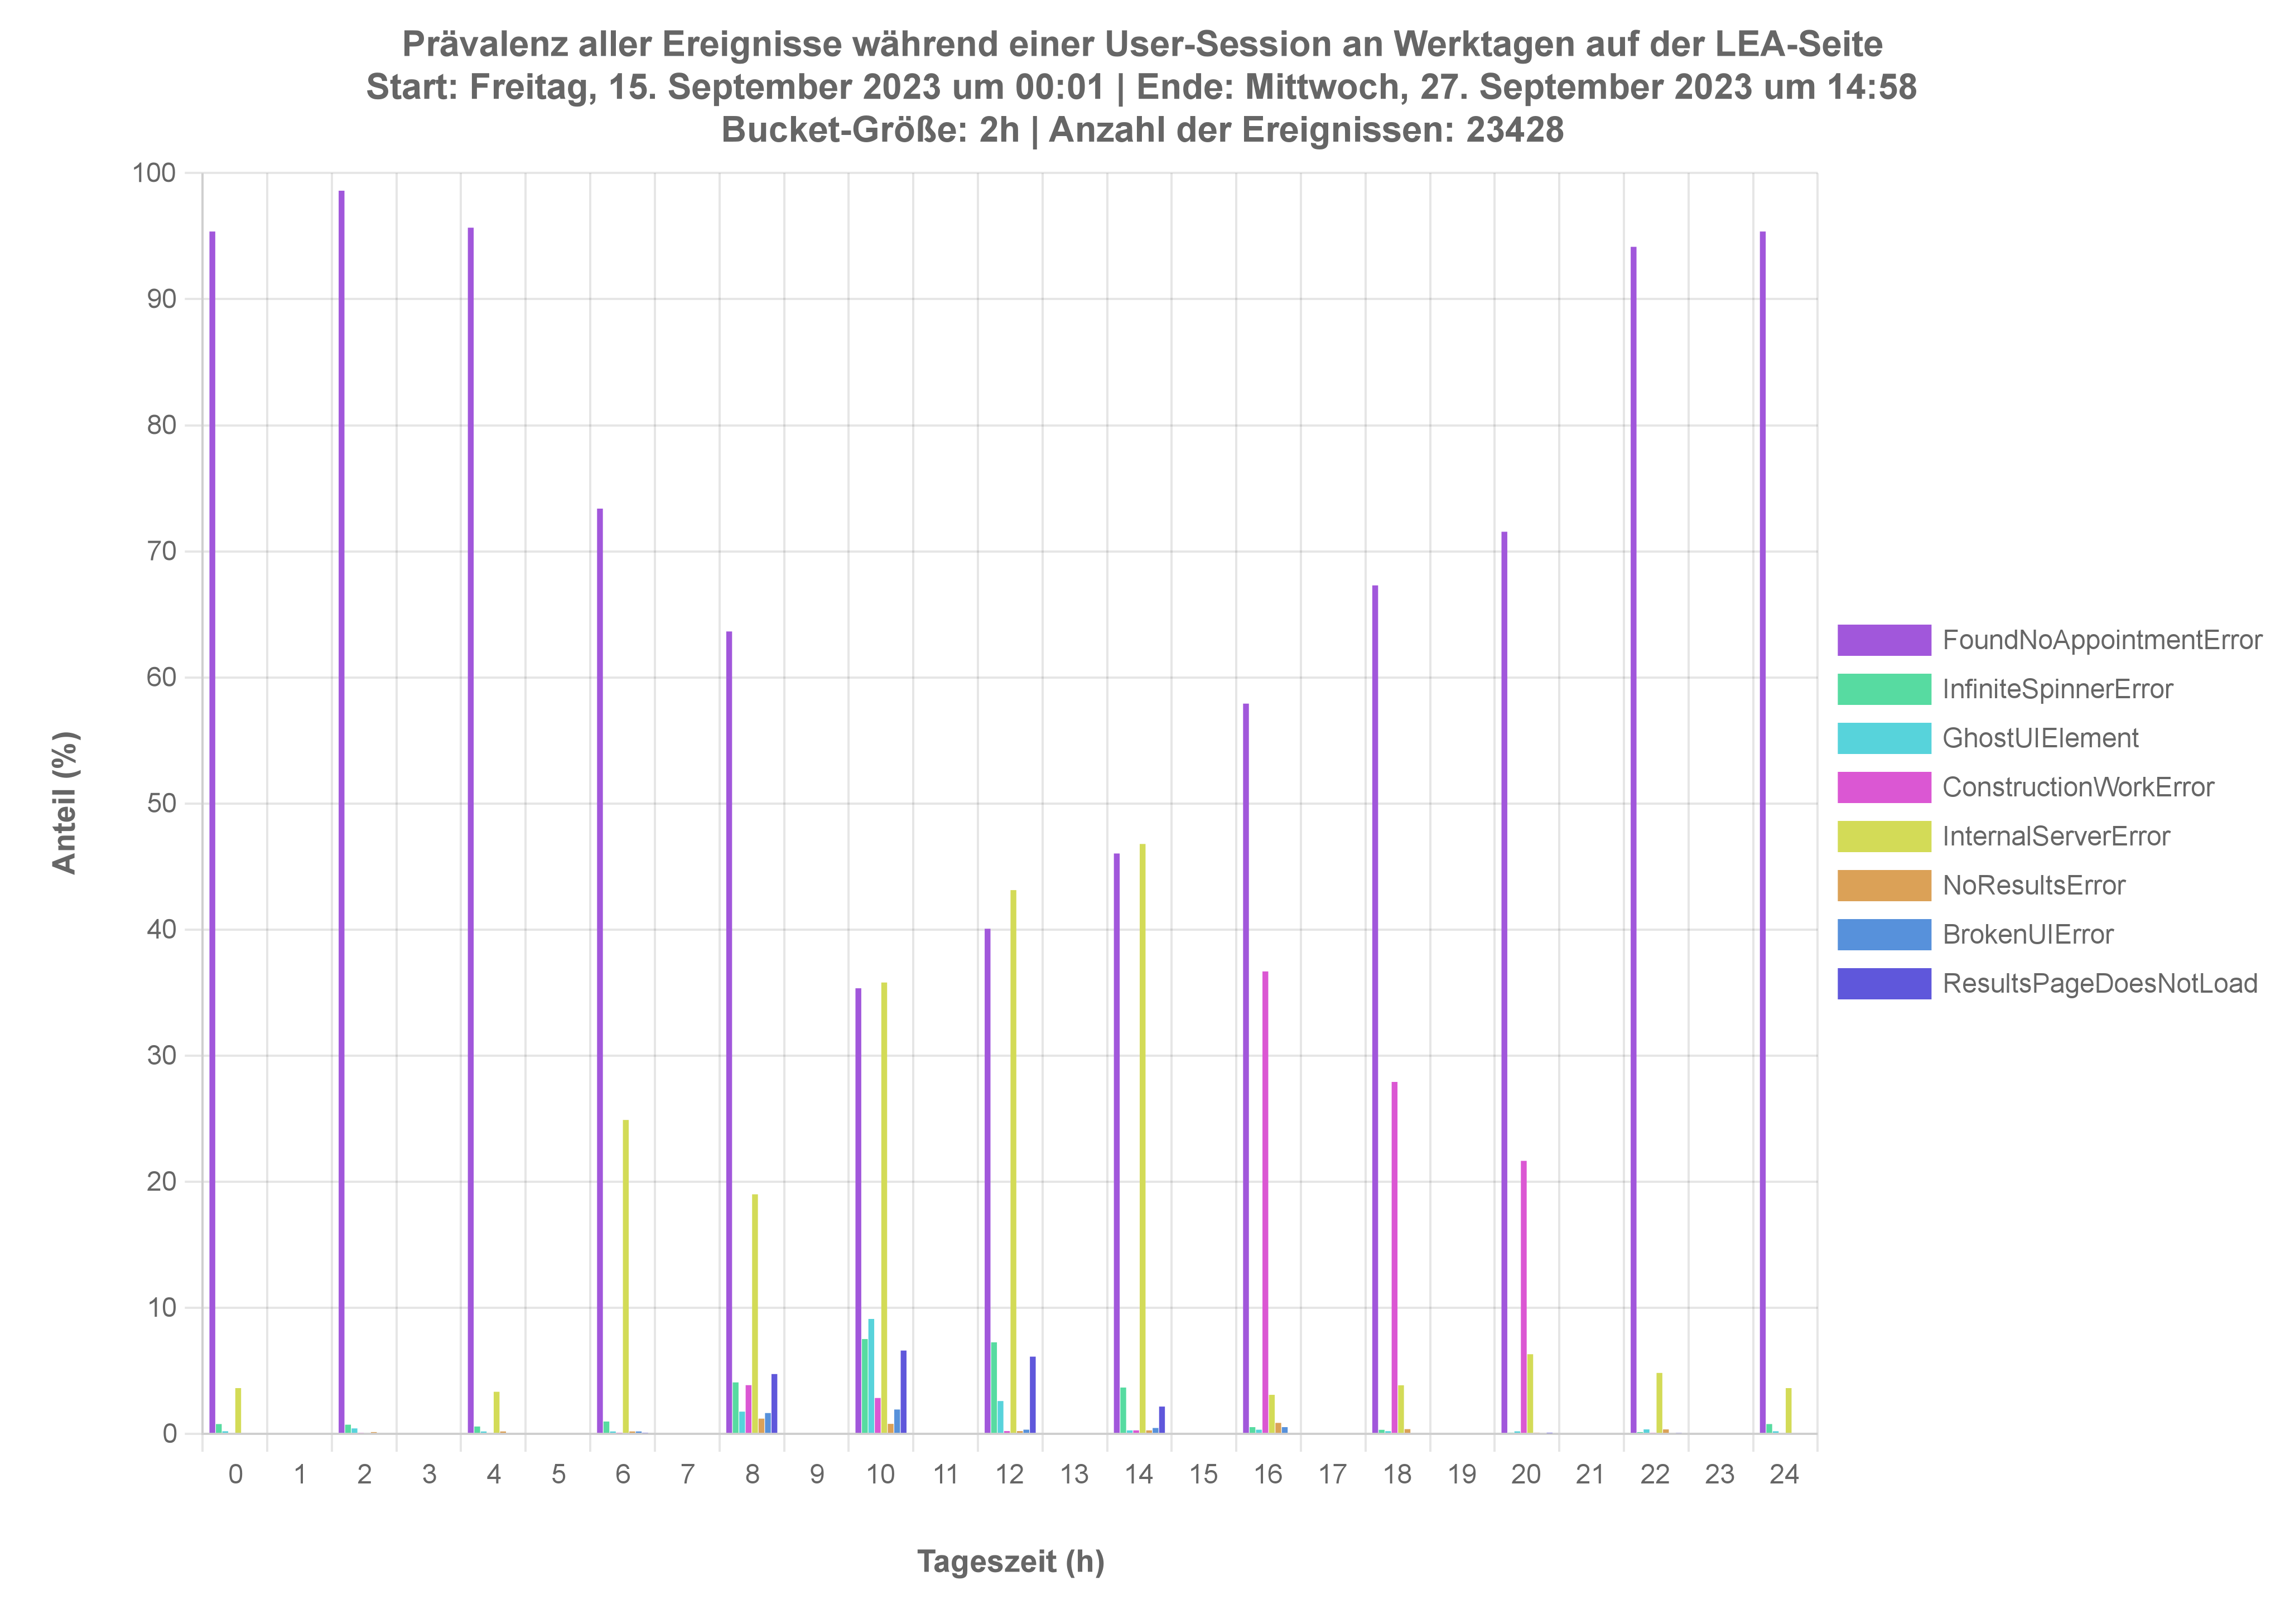 Prävalenz aller Ereignisse während einer User-Session an Werktagen auf der LEA-Seite
Start: Freitag, 15. September 2023 um 00:01 | Ende: Mittwoch, 27. September 2023 um 14:58
Bucket-Größe: 2h | Anzahl der Ereignissen: 23428
100
90
80
70
60
50
40
30
20
10
0
Anteil (%)
0 1 2 3 4 5 6 7 8 9 10 11 12 13 14 15 16 17 18 19 20 21 22 23 24
Tageszeit (h)
FoundNoAppointmentError
InfiniteSpinnerError
GhostUIElement
ConstructionWorkError
InternalServerError
NoResultsError
BrokenUIError
ResultsPageDoesNotLoad